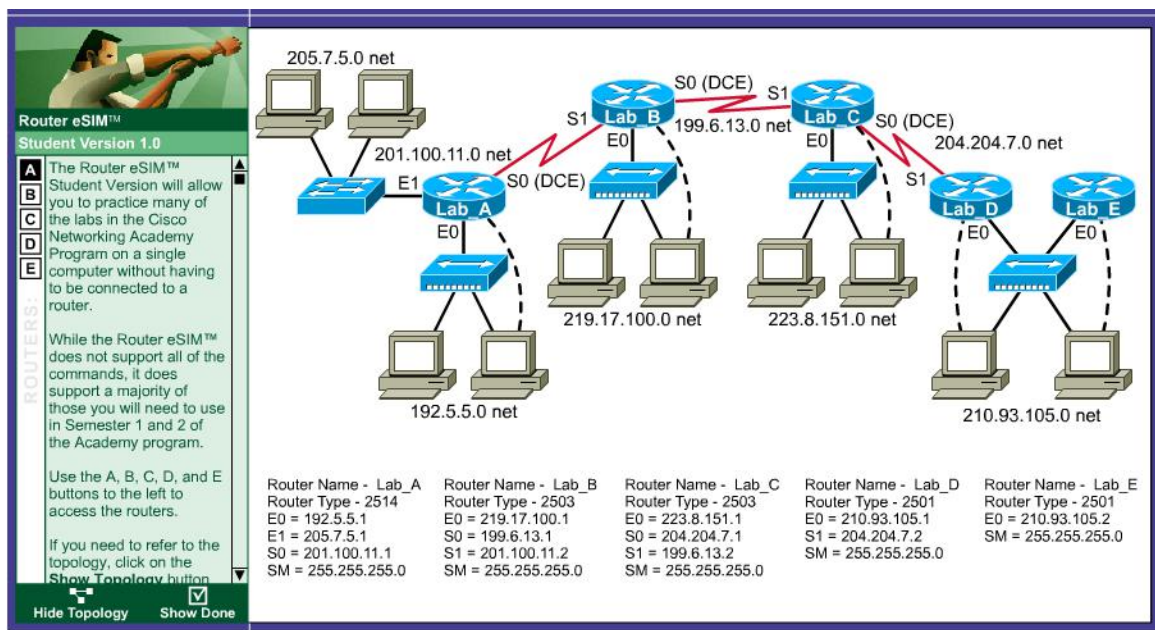 Router eSIM™
Student Version 1.0
A
B
C
D
E
ROUTERS:
The Router eSIM™
Student Version will allow
you to practice many of
the labs in the Cisco
Networking Academy
Program on a single
computer without having
to be connected to a
router.
While the Router eSIM™
does not support all of the
commands, it does
support a majority of
those you will need to use
in Semester 1 and 2 of
the Academy program.
Use the A, B, C, D, and E
buttons to the left to
access the routers.
If you need to refer to the
topology, click on the
Show Topology button
Hide Topology
Show Done
205.7.5.0 net
201.100.11.0 net
E1
Lab_A
E0
S0 (DCE)
192.5.5.0 net
S1
Lab_B
E0
S0 (DCE)
199.6.13.0 net
219.17.100.0 net
S1
Lab_C
E0
S0 (DCE)
204.204.7.0 net
223.8.151.0 net
S1
Lab_D
E0
Lab_E
E0
210.93.105.0 net
Router Name - Lab_A
Router Type - 2514
E0 = 192.5.5.1
E1 = 205.7.5.1
S0 = 201.100.11.1
SM = 255.255.255.0
Router Name - Lab_B
Router Type - 2503
E0 = 219.17.100.1
S0 = 199.6.13.1
S1 = 201.100.11.2
SM = 255.255.255.0
Router Name - Lab_C
Router Type - 2503
E0 = 223.8.151.1
S0 = 204.204.7.1
S1 = 199.6.13.2
SM = 255.255.255.0
Router Name - Lab_D
Router Type - 2501
E0 = 210.93.105.1
S1 = 204.204.7.2
SM = 255.255.255.0
Router Name - Lab_E
Router Type - 2501
E0 = 210.93.105.2
SM = 255.255.255.0